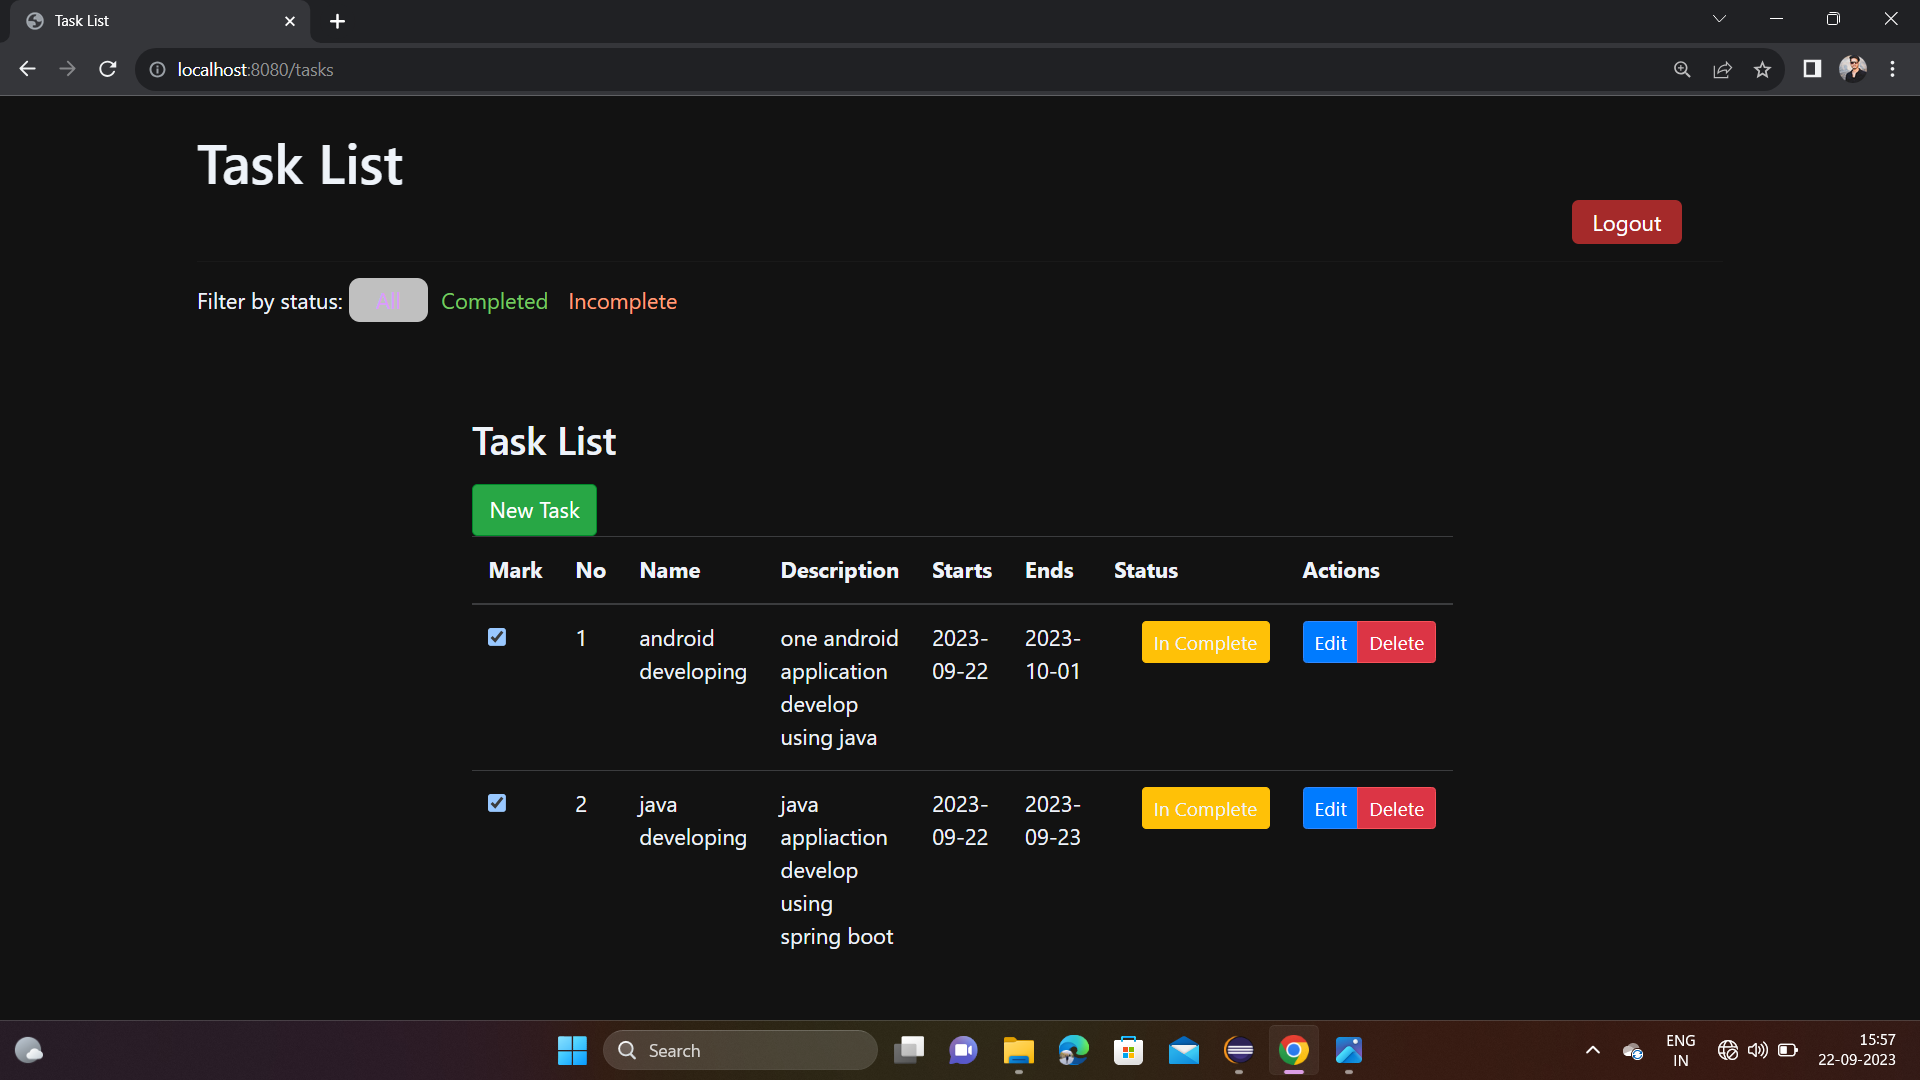 Task List
localhost:8080/tasks
Task List
Logout
Filter by status: All Completed Incomplete
Task List
New Task
Mark No Name Description Starts Ends Status Actions
1 android one android 2023- 2023- In Complete Edit Delete
developing application 09-22 10-01
develop
using java
2 java java 2023- 2023- In Complete Edit Delete
developing appliaction 09-22 09-23
develop
using
spring boot
Search
ENG
IN
15:57
22-09-2023